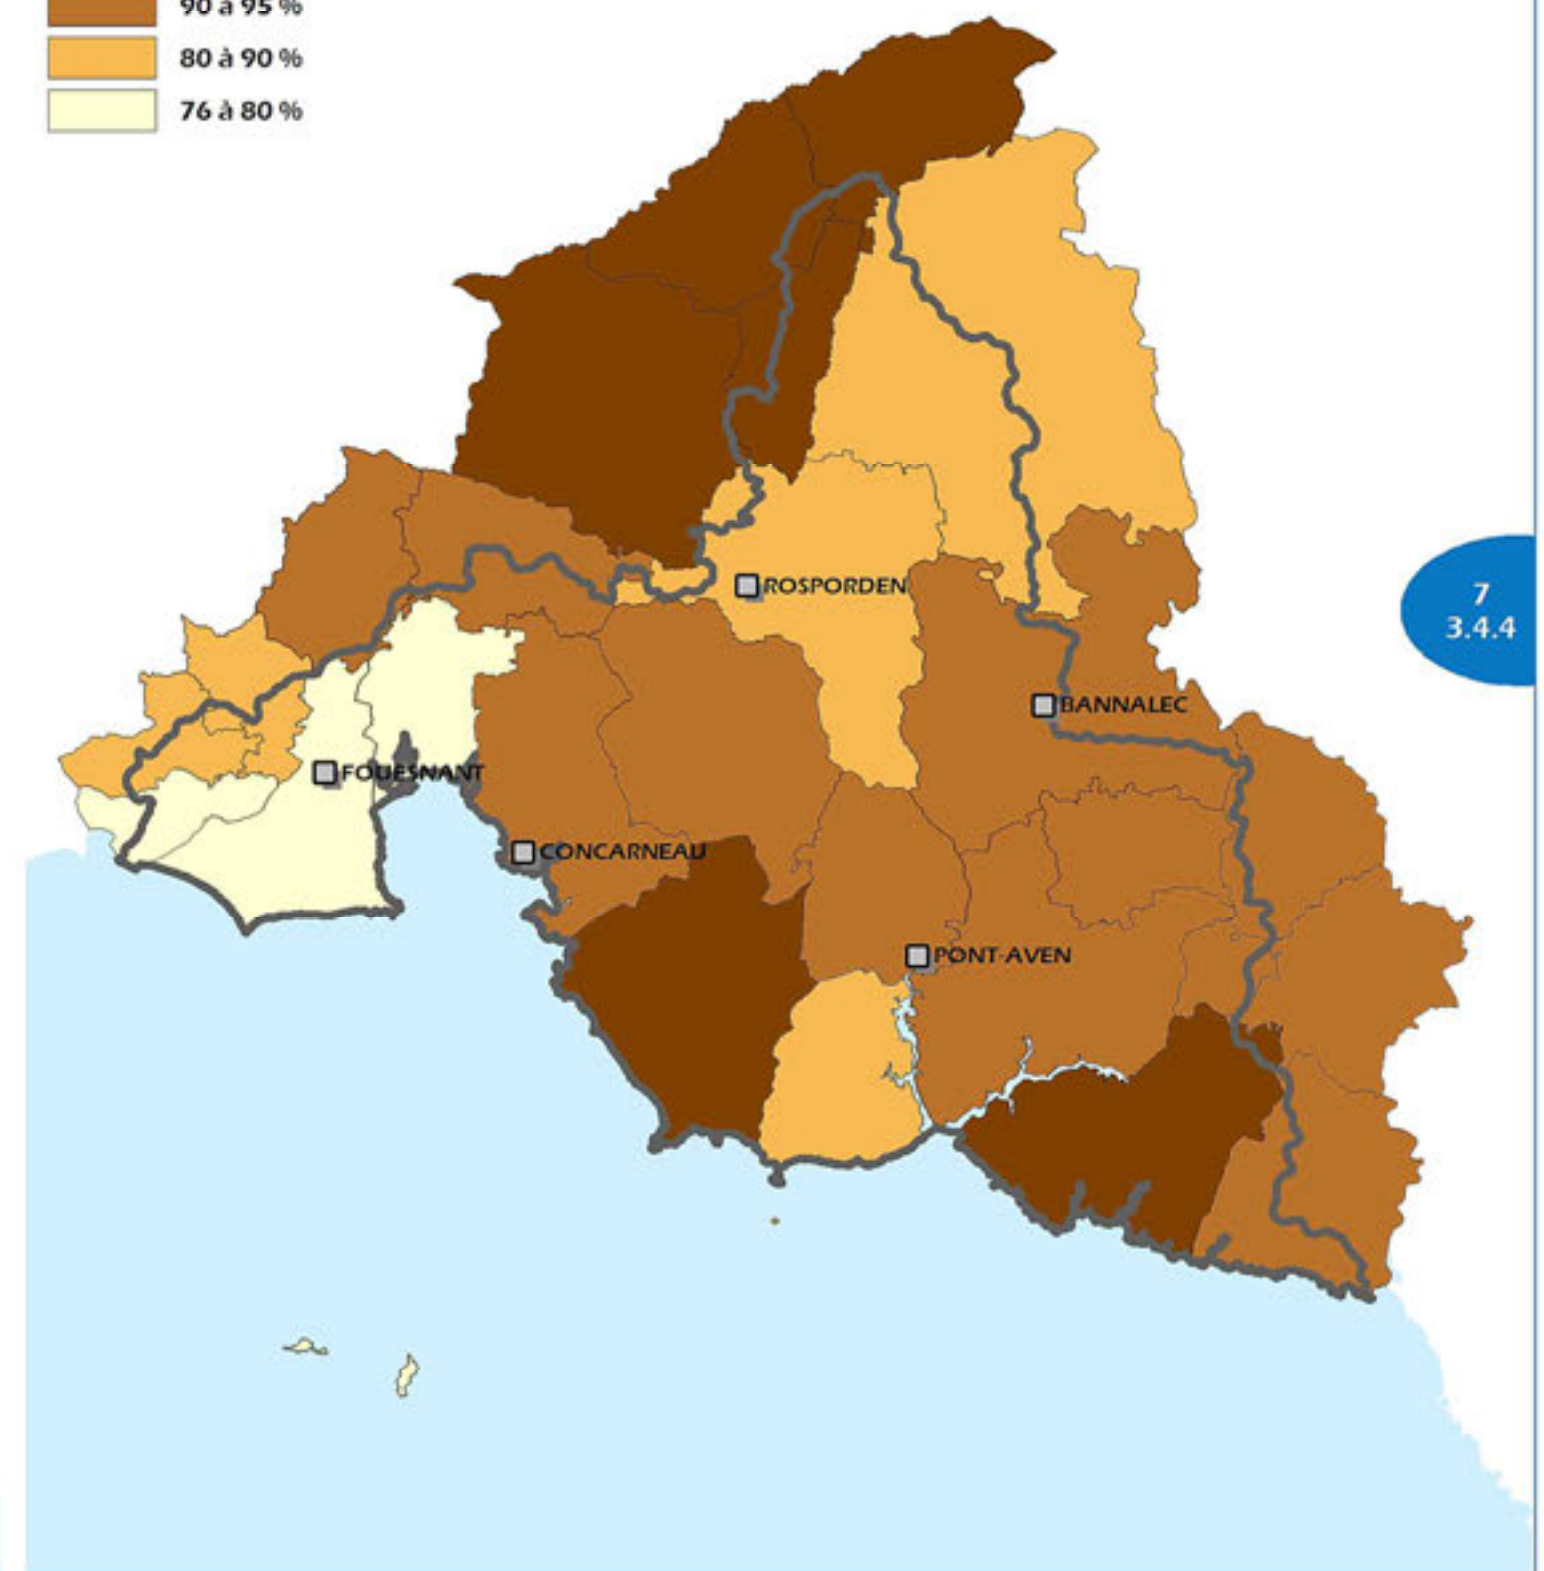 90 à 95 %
80 à 90 %
76 à 80 %
7
3.4.4
ROSPORDEN
BANNALEC
FOUESNANT
CONCARNEAU
PONT-AVEN